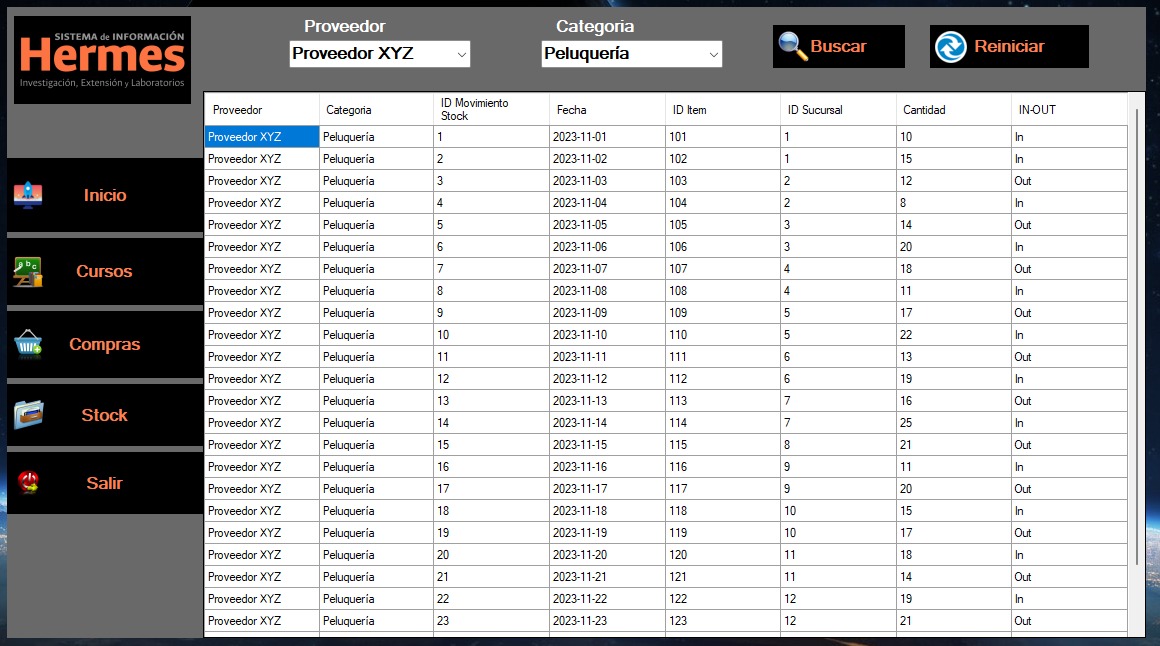 SISTEMA de INFORMACIÓN
Hermes
Investigación, Extensión y Laboratorios
Proveedor
Categoria
Proveedor XYZ
Peluquería
Buscar
Reiniciar
Inicio
Cursos
Compras
Stock
Salir
Proveedor Categoria ID Movimiento Stock Fecha ID Item ID Sucursal Cantidad IN-OUT
Proveedor XYZ Peluquería 1 2023-11-01 101 1 10 In
Proveedor XYZ Peluquería 2 2023-11-02 102 1 15 In
Proveedor XYZ Peluquería 3 2023-11-03 103 2 12 Out
Proveedor XYZ Peluquería 4 2023-11-04 104 2 8 In
Proveedor XYZ Peluquería 5 2023-11-05 105 3 14 Out
Proveedor XYZ Peluquería 6 2023-11-06 106 3 20 In
Proveedor XYZ Peluquería 7 2023-11-07 107 4 18 Out
Proveedor XYZ Peluquería 8 2023-11-08 108 4 11 In
Proveedor XYZ Peluquería 9 2023-11-09 109 5 17 Out
Proveedor XYZ Peluquería 10 2023-11-10 110 5 22 In
Proveedor XYZ Peluquería 11 2023-11-11 111 6 13 Out
Proveedor XYZ Peluquería 12 2023-11-12 112 6 19 In
Proveedor XYZ Peluquería 13 2023-11-13 113 7 16 Out
Proveedor XYZ Peluquería 14 2023-11-14 114 7 25 In
Proveedor XYZ Peluquería 15 2023-11-15 115 8 21 Out
Proveedor XYZ Peluquería 16 2023-11-16 116 9 11 In
Proveedor XYZ Peluquería 17 2023-11-17 117 9 20 Out
Proveedor XYZ Peluquería 18 2023-11-18 118 10 15 In
Proveedor XYZ Peluquería 19 2023-11-19 119 10 17 Out
Proveedor XYZ Peluquería 20 2023-11-20 120 11 18 In
Proveedor XYZ Peluquería 21 2023-11-21 121 11 14 Out
Proveedor XYZ Peluquería 22 2023-11-22 122 12 19 In
Proveedor XYZ Peluquería 23 2023-11-23 123 12 21 Out